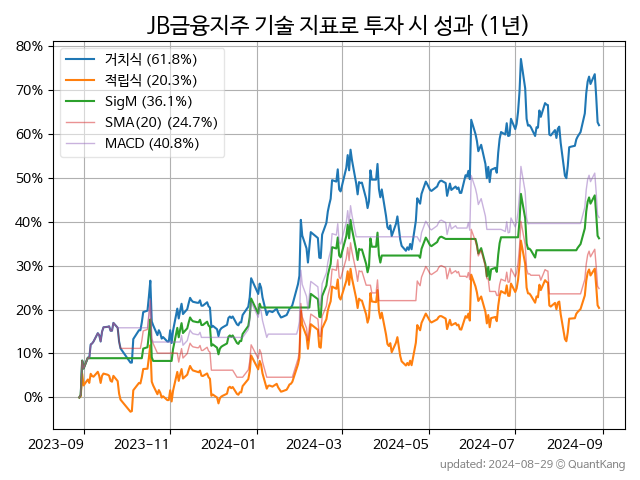 JB금융지주 기술 지표로 투자 시 성과 (1년)
80%
70%
60%
50%
40%
30%
20%
10%
0%
거치식 (61.8%)
적립식 (20.3%)
SigM (36.1%)
SMA(20) (24.7%)
MACD (40.8%)
2023-09 2023-11 2024-01 2024-03 2024-05 2024-07 2024-09
updated: 2024-08-29 © QuantKang